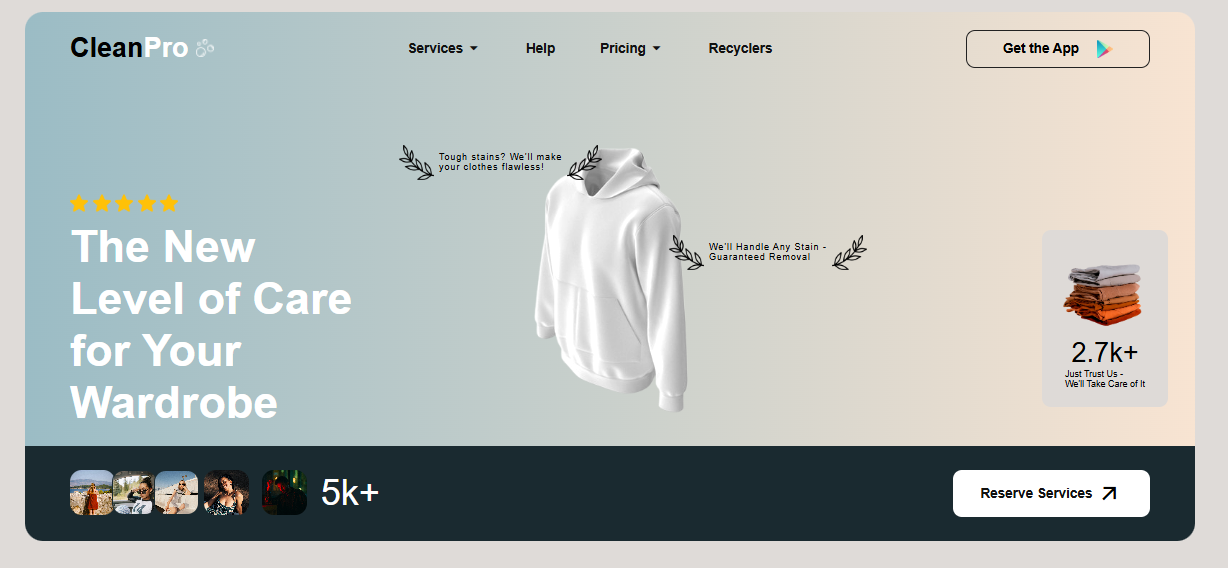 CleanPro
Services
Help
Pricing
Recyclers
Get the App
Tough stains? We'll make
your clothes flawless!
We'll Handle Any Stain -
Guaranteed Removal
The New
Level of Care
for Your
Wardrobe
2.7k+
Just Trust Us -
We'll Take Care of It
5k+
Reserve Services